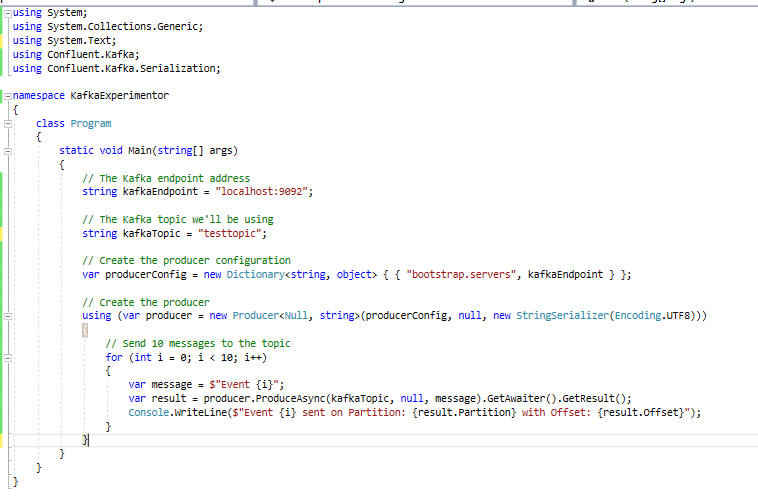 using System;
using System.Collections.Generic;
using System.Text;
using Confluent.Kafka;
using Confluent.Kafka.Serialization;

namespace KafkaExperimentor
{
    class Program
    {
        static void Main(string[] args)
        {
            // The Kafka endpoint address
            string kafkaEndpoint = "localhost:9092";

            // The Kafka topic we'll be using
            string kafkaTopic = "testtopic";

            // Create the producer configuration
            var producerConfig = new Dictionary<string, object> { { "bootstrap.servers", kafkaEndpoint } };

            // Create the producer
            using (var producer = new Producer<Null, string>(producerConfig, null, new StringSerializer(Encoding.UTF8)))
            {
                // Send 10 messages to the topic
                for (int i = 0; i < 10; i++)
                {
                    var message = $"Event {i}";
                    var result = producer.ProduceAsync(kafkaTopic, null, message).GetAwaiter().GetResult();
                    Console.WriteLine($"Event {i} sent on Partition: {result.Partition} with Offset: {result.Offset}");
                }
            }
        }
    }
}